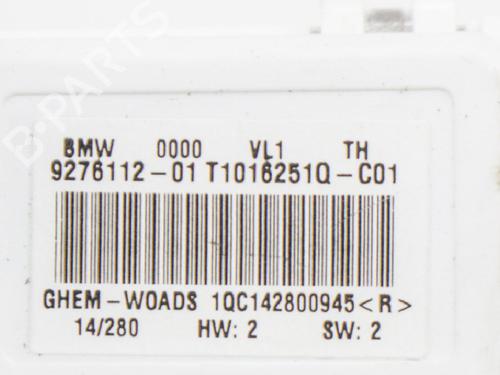 B-PARTS
BMW 0000 VL1 TH
9276112-01 T1016251Q-C01
GHEM-WOADS 1QC142800945<R>
14/280 HW: 2 SW: 2